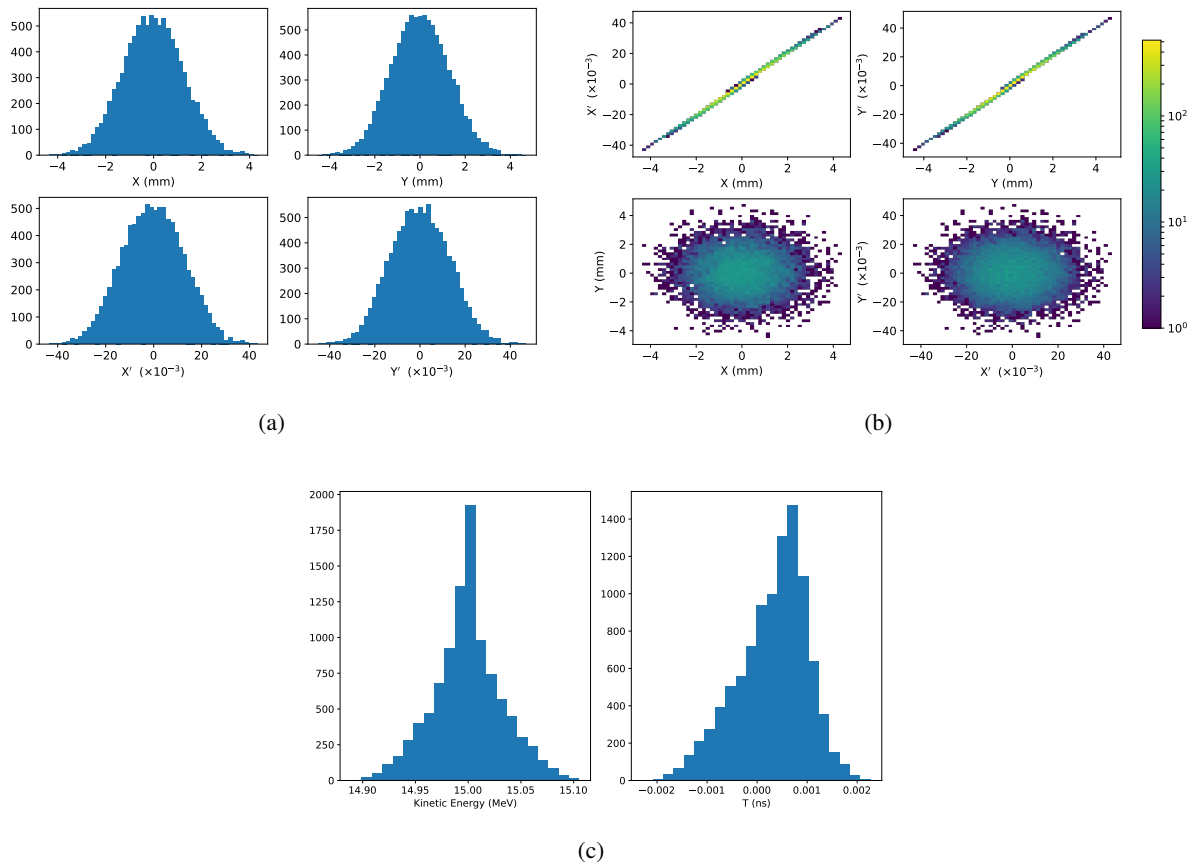 500
400
300
200
100
0
−4 −2 0 2 4
X (mm)
500
400
300
200
100
0
−4 −2 0 2 4
Y (mm)
500
400
300
200
100
0
−40 −20 0 20 40
X′ (×10⁻³)
500
400
300
200
100
0
−40 −20 0 20 40
Y′ (×10⁻³)
(a)
X′ (×10⁻³)
40
20
0
−20
−40
−4 −2 0 2 4
X (mm)
Y′ (×10⁻³)
40
20
0
−20
−40
−4 −2 0 2 4
Y (mm)
Y (mm)
4
2
0
−2
−4
−4 −2 0 2 4
X (mm)
Y′ (×10⁻³)
40
20
0
−20
−40
−40 −20 0 20 40
X′ (×10⁻³)
10²
10¹
10⁰
(b)
2000
1750
1500
1250
1000
750
500
250
0
14.90 14.95 15.00 15.05 15.10
Kinetic Energy (MeV)
1400
1200
1000
800
600
400
200
0
−0.002 −0.001 0.000 0.001 0.002
T (ns)
(c)